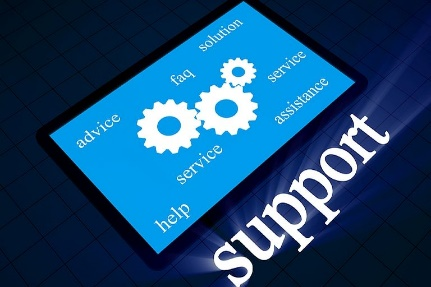 solution
faq
service
advice
assistance
service
help
support